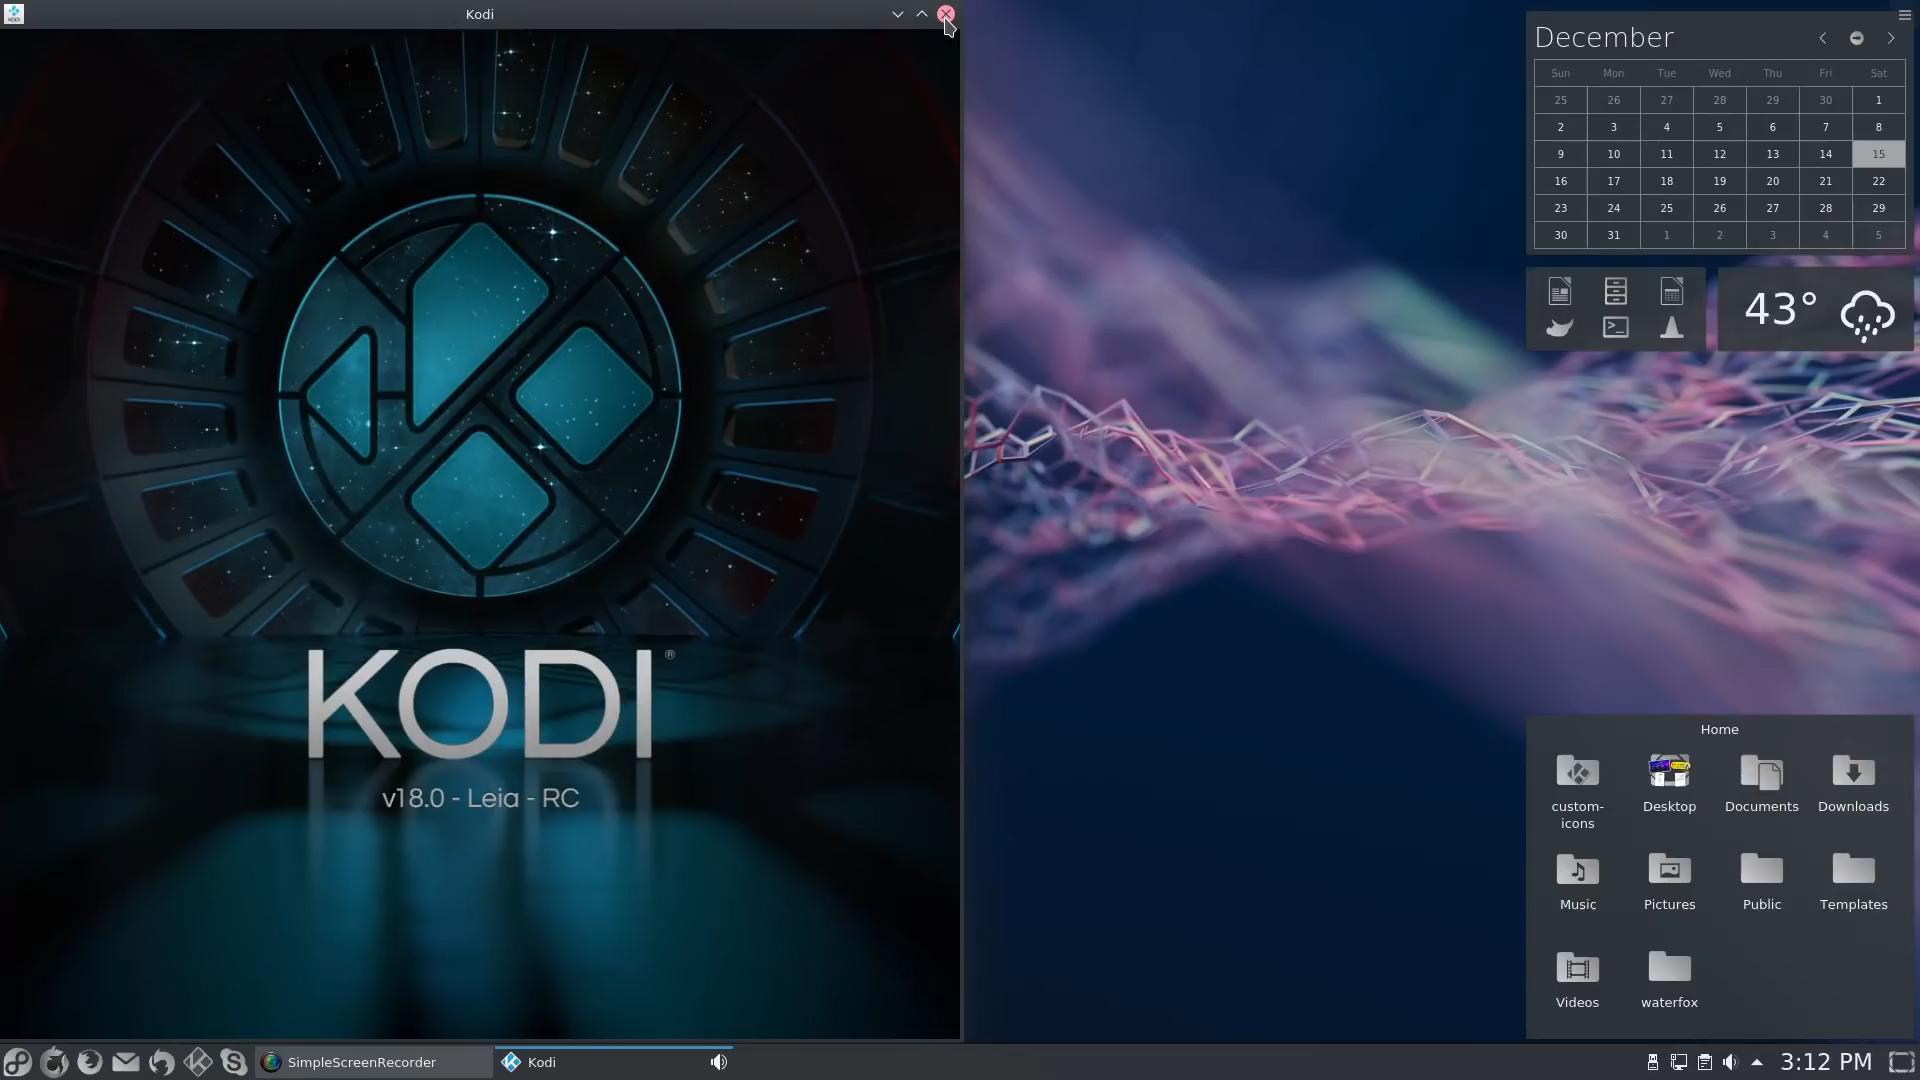 Kodi
KODI
KODI ®
v18.0 - Leia - RC
December
Sun Mon Tue Wed Thu Fri Sat
25 26 27 28 29 30 1
2 3 4 5 6 7 8
9 10 11 12 13 14 15
16 17 18 19 20 21 22
23 24 25 26 27 28 29
30 31 1 2 3 4 5
43°
Home
custom-
icons
Desktop
Documents
Downloads
Music
Pictures
Public
Templates
Videos
waterfox
SimpleScreenRecorder
Kodi
3:12 PM